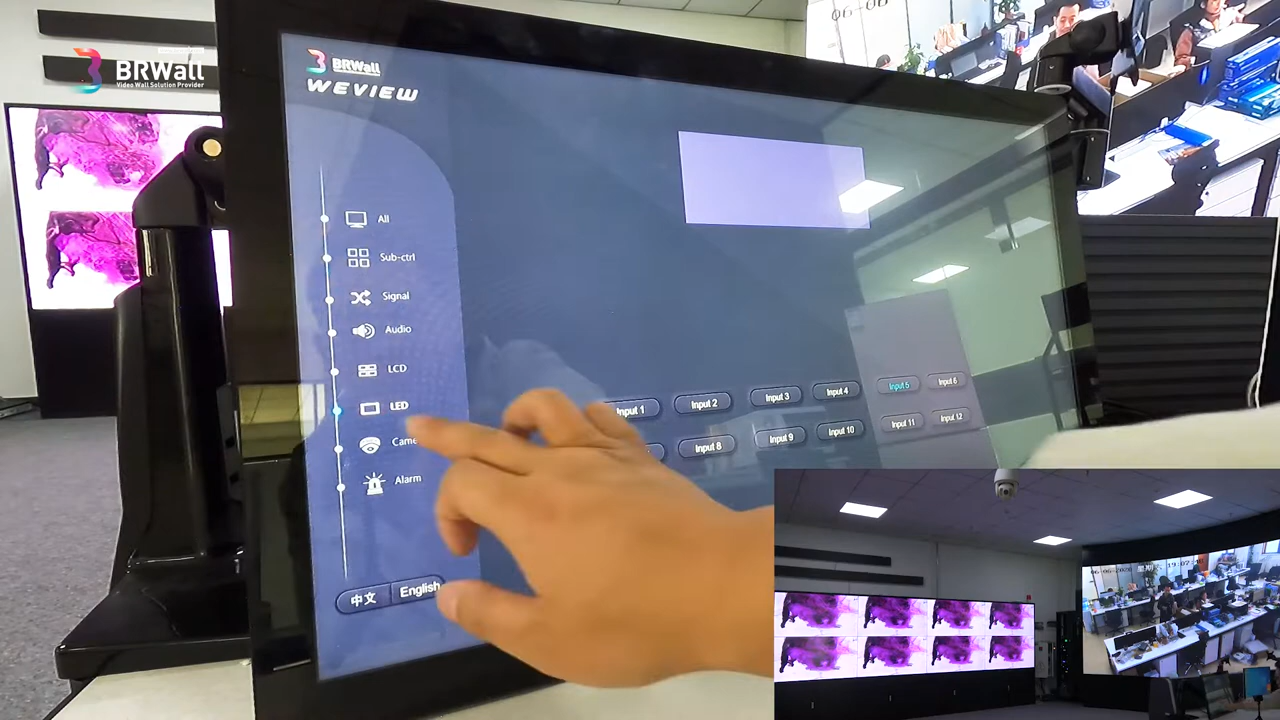 BRWall
Video Wall Solution Provider
BRWall
WEVIEW
All
Sub-ctrl
Signal
Audio
LCD
LED
Came
Alarm
中文
English
Input 1
Input 2
Input 3
Input 4
Input 5
Input 6
Input 8
Input 9
Input 10
Input 11
Input 12